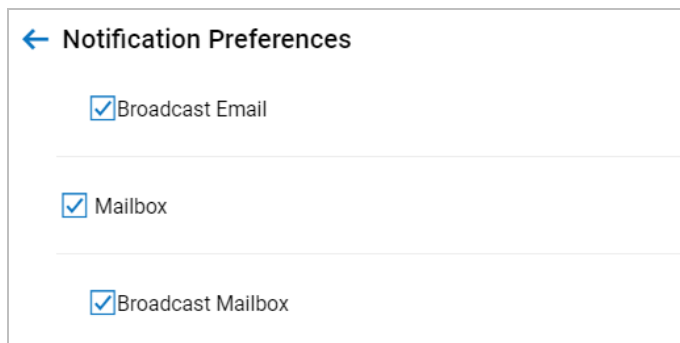 Notification Preferences
Broadcast Email
Mailbox
Broadcast Mailbox